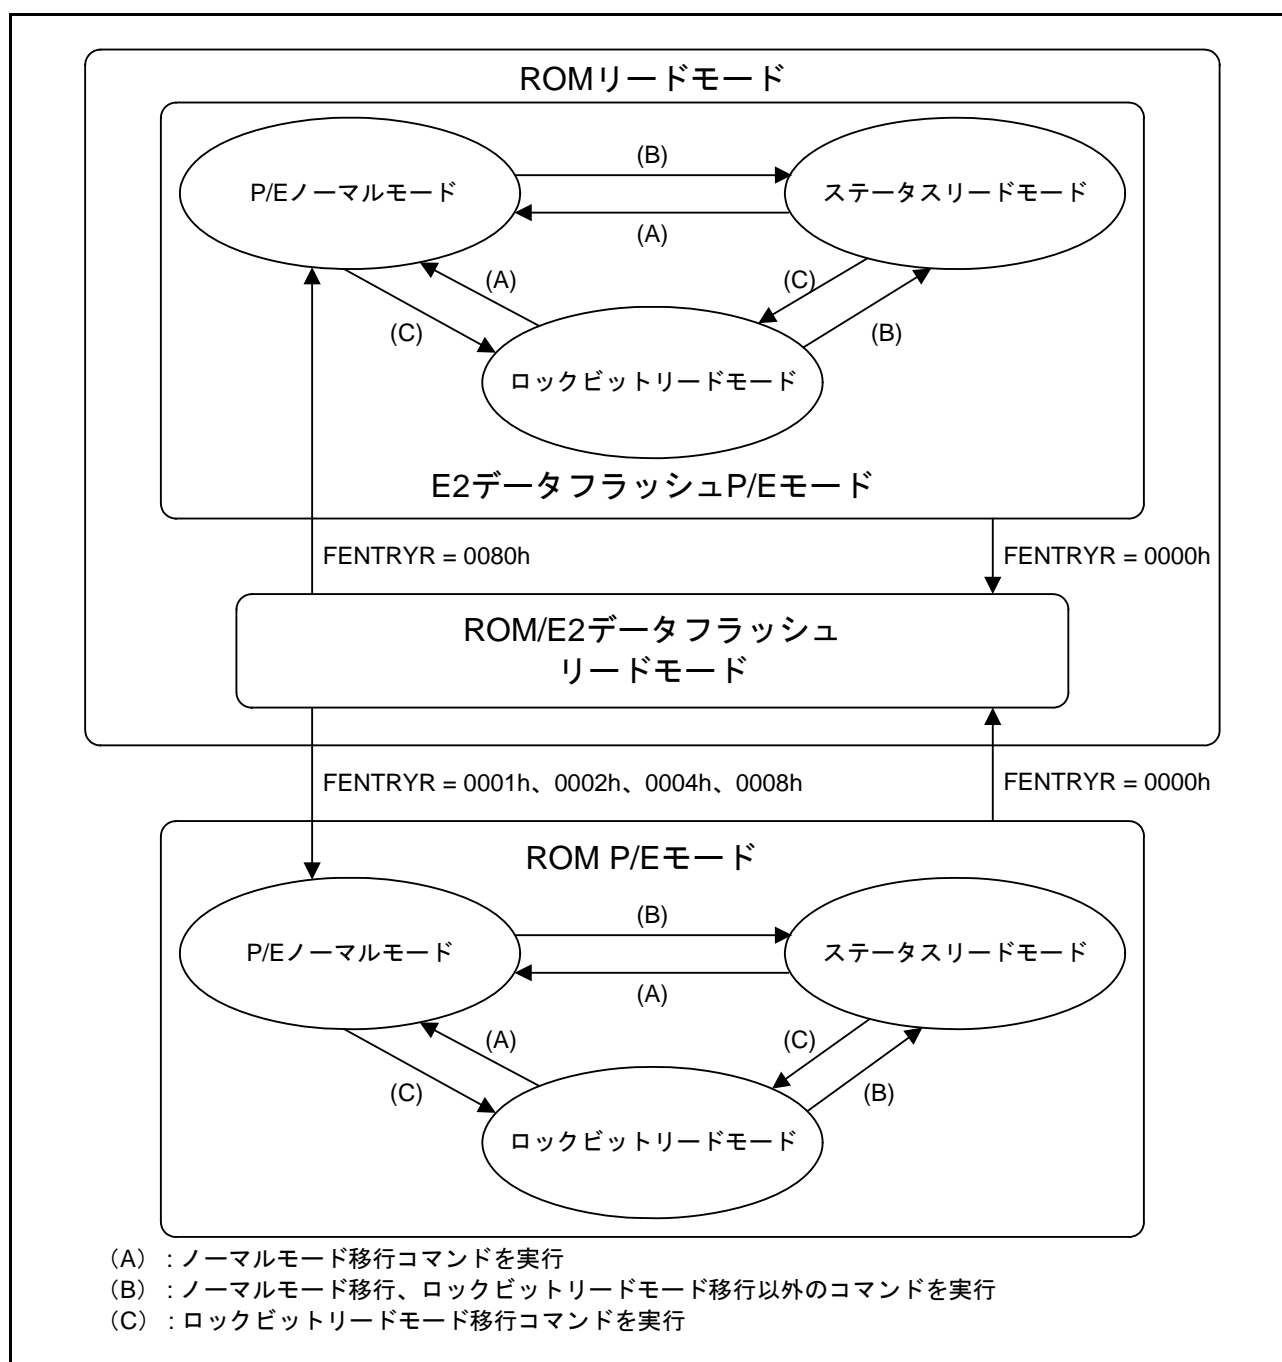 ROMリードモード
(B)
P/Eノーマルモード
ステータスリードモード
(A)
(A)
(C)
(C)
(B)
ロックビットリードモード
E2データフラッシュP/Eモード
FENTRYR = 0080h
FENTRYR = 0000h
ROM/E2データフラッシュ
リードモード
FENTRYR = 0001h、0002h、0004h、0008h
FENTRYR = 0000h
ROM P/Eモード
(B)
P/Eノーマルモード
ステータスリードモード
(A)
(A)
(C)
(C)
(B)
ロックビットリードモード
（A）：ノーマルモード移行コマンドを実行
（B）：ノーマルモード移行、ロックビットリードモード移行以外のコマンドを実行
（C）：ロックビットリードモード移行コマンドを実行